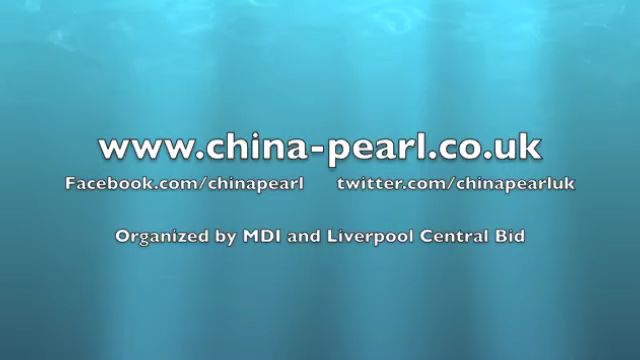 www.china-pearl.co.uk
Facebook.com/chinapearl twitter.com/chinapearluk
Organized by MDI and Liverpool Central Bid